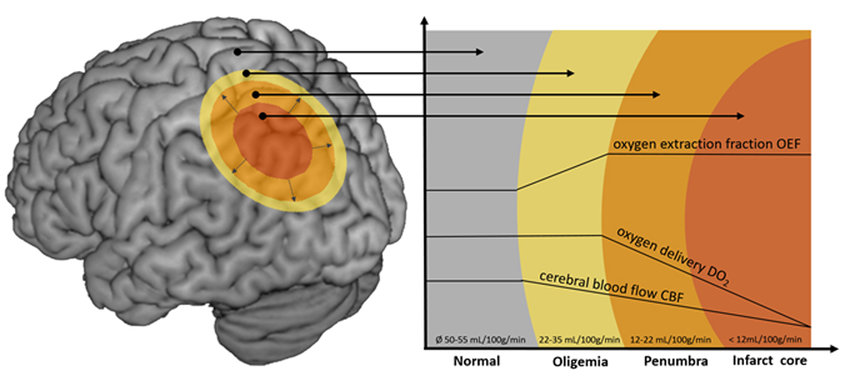 oxygen extraction fraction OEF
oxygen delivery DO₂
cerebral blood flow CBF
Ø 50-55 mL/100g/min 22-35 mL/100g/min 12-22 mL/100g/min < 12mL/100g/min
Normal Oligemia Penumbra Infarct core